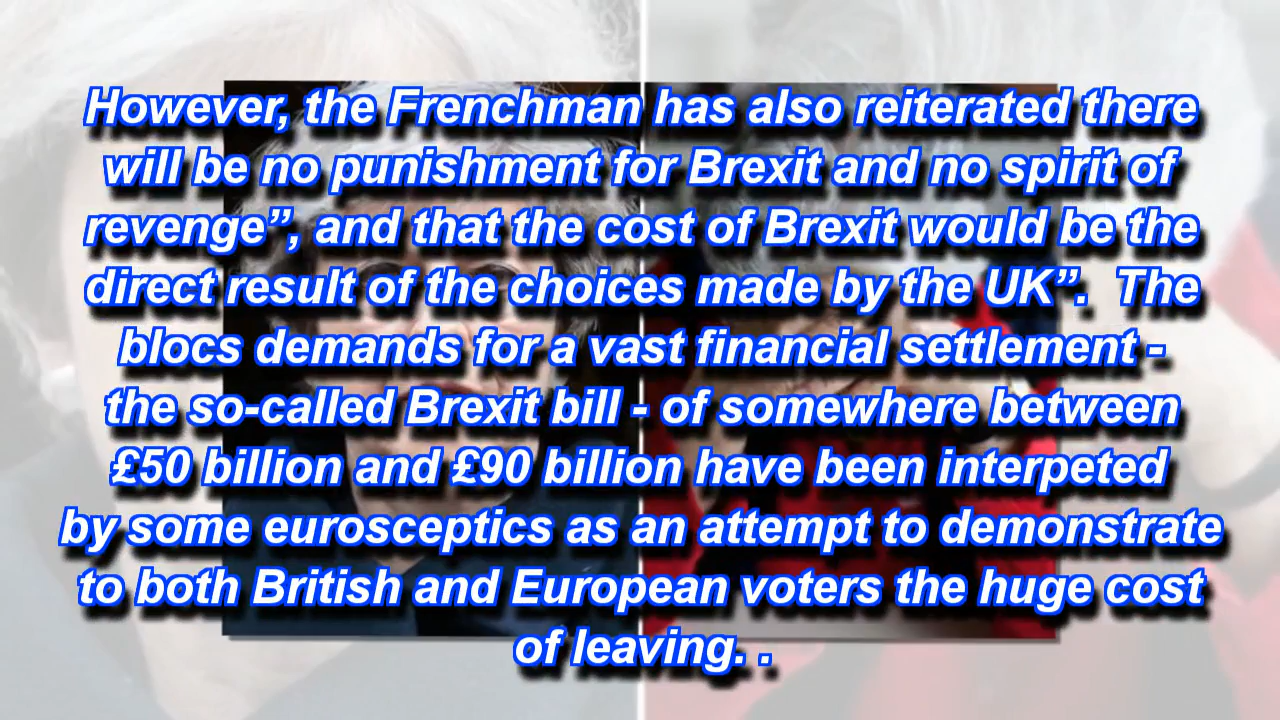 However, the Frenchman has also reiterated there
will be no punishment for Brexit and no spirit of
revenge”, and that the cost of Brexit would be the
direct result of the choices made by the UK”.  The
blocs demands for a vast financial settlement -
the so-called Brexit bill - of somewhere between
£50 billion and £90 billion have been interpeted
by some eurosceptics as an attempt to demonstrate
to both British and European voters the huge cost
of leaving. .